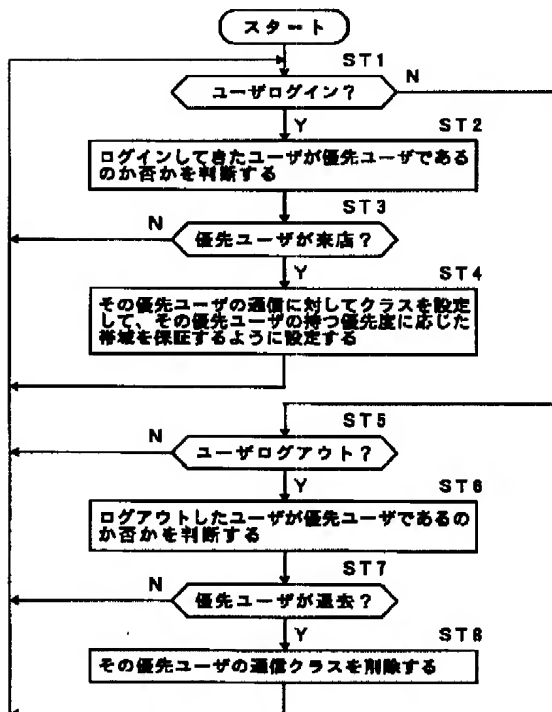 スタート
ST1
ユーザログイン?
N
Y
ST2
ログインしてきたユーザが優先ユーザである
のか否かを判断する
ST3
N
優先ユーザが来店?
Y
ST4
その優先ユーザの通信に対してクラスを設定
して、その優先ユーザの持つ優先度に応じた
帯域を保証するように設定する
ST5
N
ユーザログアウト?
Y
ST6
ログアウトしたユーザが優先ユーザであるの
か否かを判断する
ST7
N
優先ユーザが退去?
Y
ST8
その優先ユーザの通信クラスを削除する